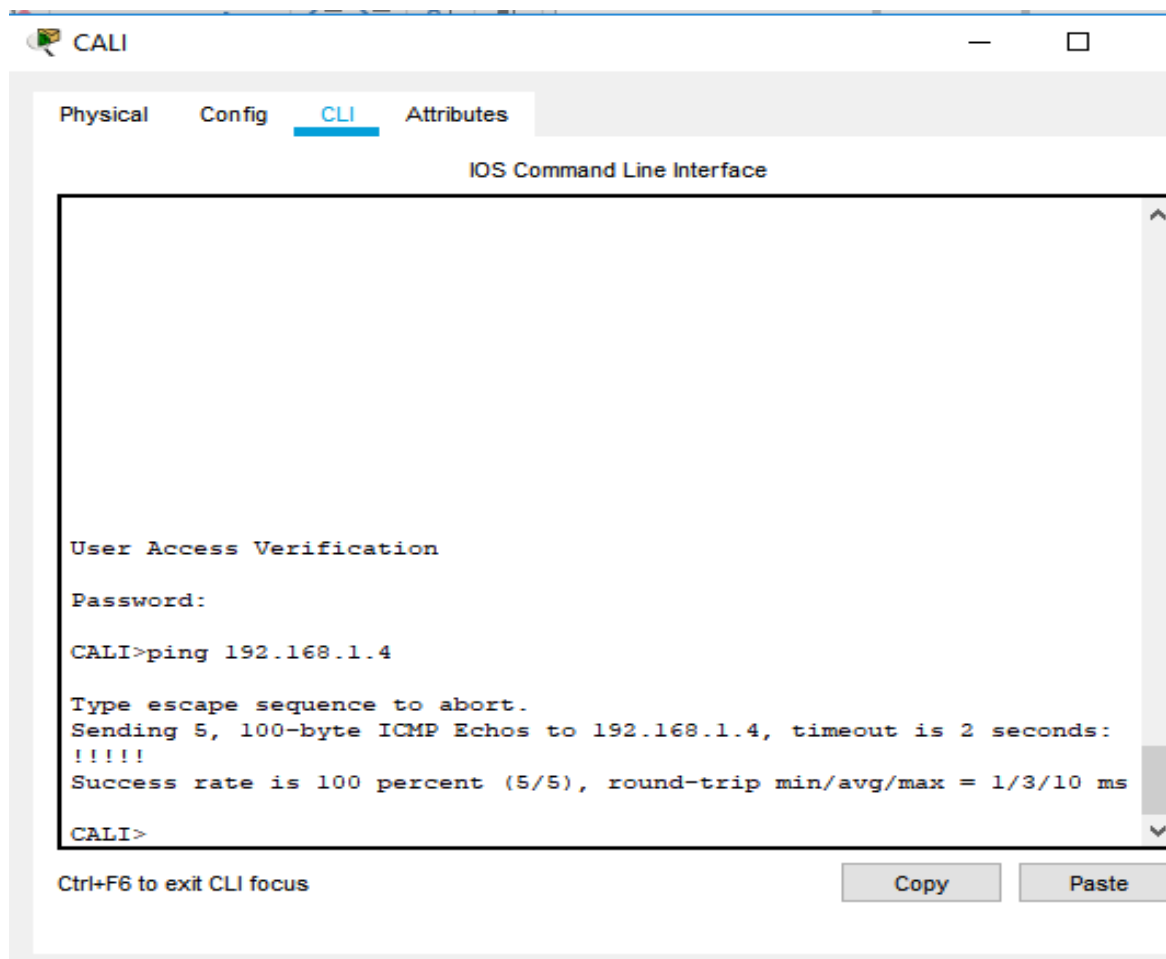 CALI
Physical Config CLI Attributes
IOS Command Line Interface
User Access Verification
Password:
CALI>ping 192.168.1.4
Type escape sequence to abort.
Sending 5, 100-byte ICMP Echos to 192.168.1.4, timeout is 2 seconds:
!!!!!
Success rate is 100 percent (5/5), round-trip min/avg/max = 1/3/10 ms
CALI>
Ctrl+F6 to exit CLI focus
Copy Paste